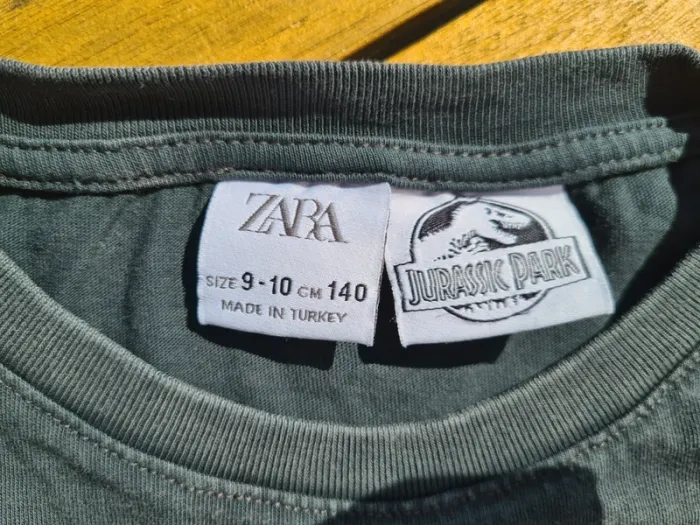 ZARA
SIZE 9-10 CM 140
MADE IN TURKEY
JURASSIC PARK